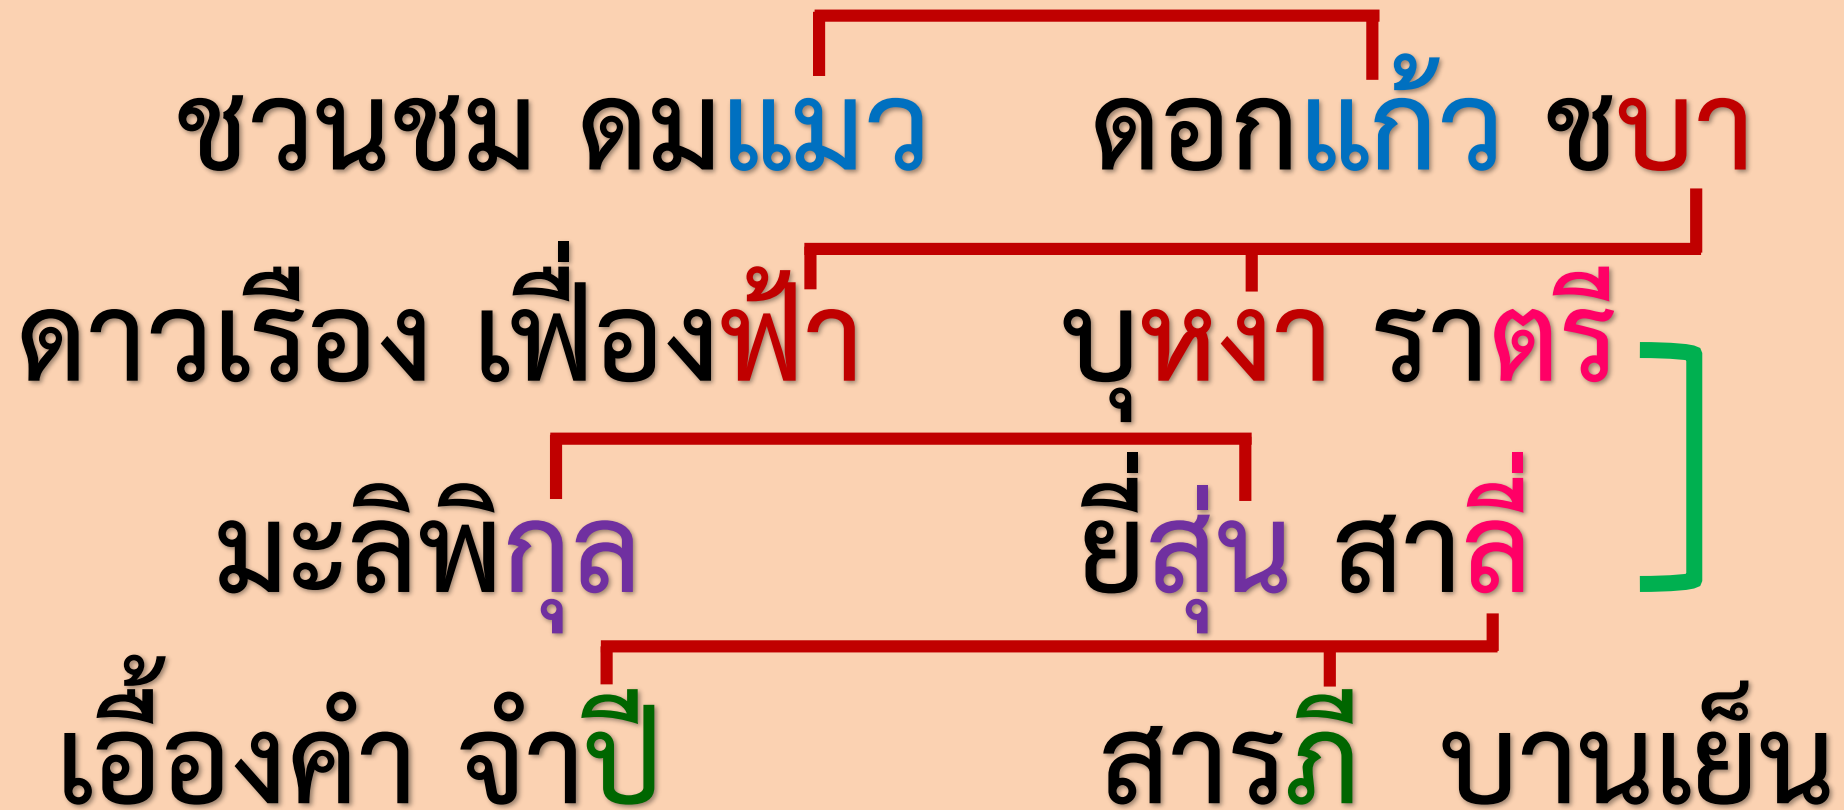 ชวนชม ดมแมว ดอกแก้ว ชบา
ดาวเรือง เฟื่องฟ้า บุหงา ราตรี
มะลิพิกุล ยี่สุ่น สาลี่
เอื้องคำ จำปี สารภี บานเย็น